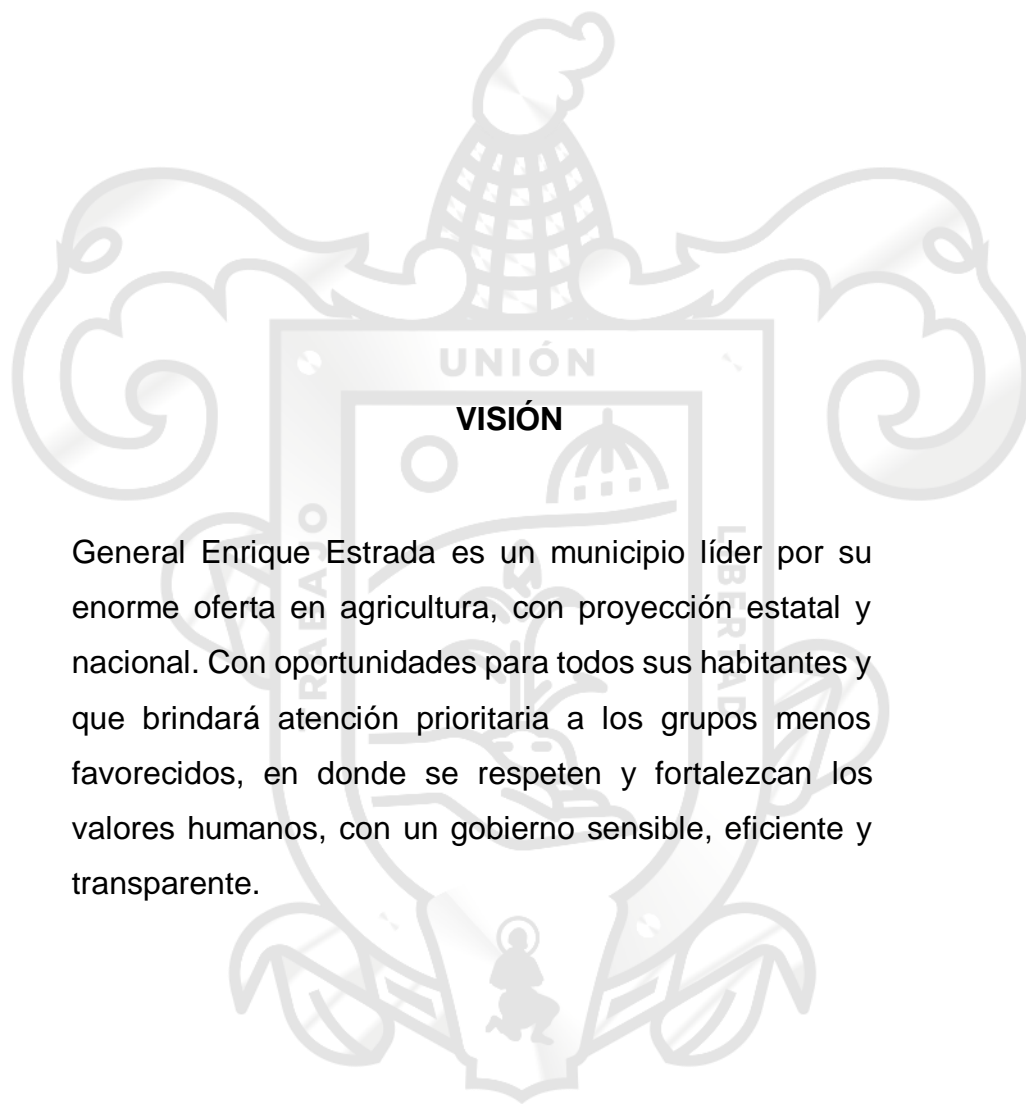 UNIÓN
VISIÓN
TRABAJO
LIBERTAD
General Enrique Estrada es un municipio líder por su
enorme oferta en agricultura, con proyección estatal y
nacional. Con oportunidades para todos sus habitantes y
que brindará atención prioritaria a los grupos menos
favorecidos, en donde se respeten y fortalezcan los
valores humanos, con un gobierno sensible, eficiente y
transparente.